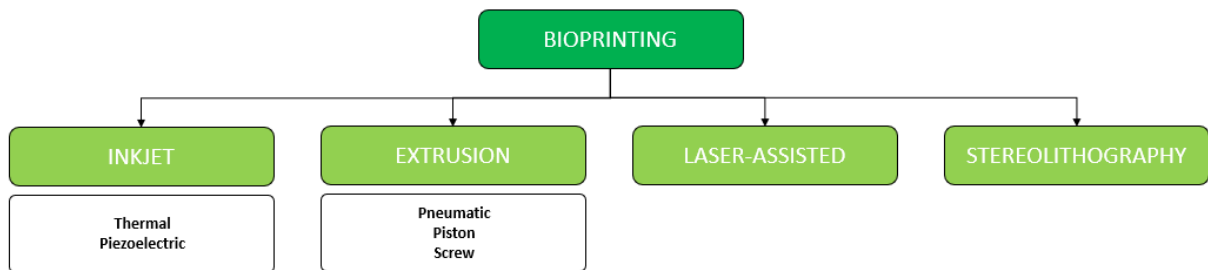 BIOPRINTING
INKJET
EXTRUSION
LASER-ASSISTED
STEREOLITHOGRAPHY
Thermal
Piezoelectric
Pneumatic
Piston
Screw